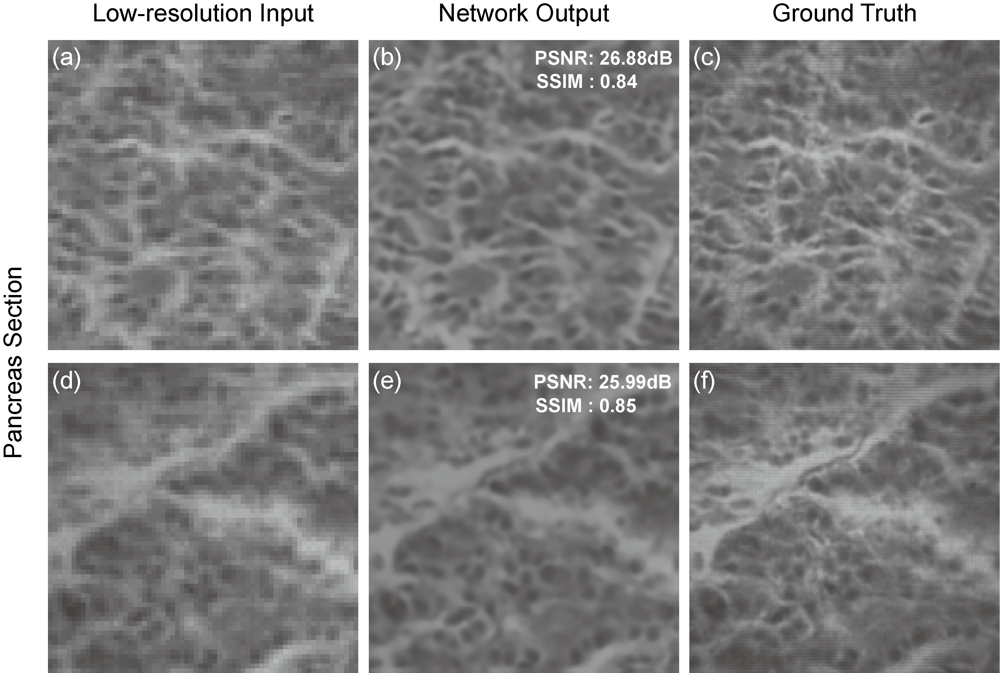 Low-resolution Input
Network Output
Ground Truth
Pancreas Section
(a)
(b)
PSNR: 26.88dB
SSIM : 0.84
(c)
(d)
(e)
PSNR: 25.99dB
SSIM : 0.85
(f)